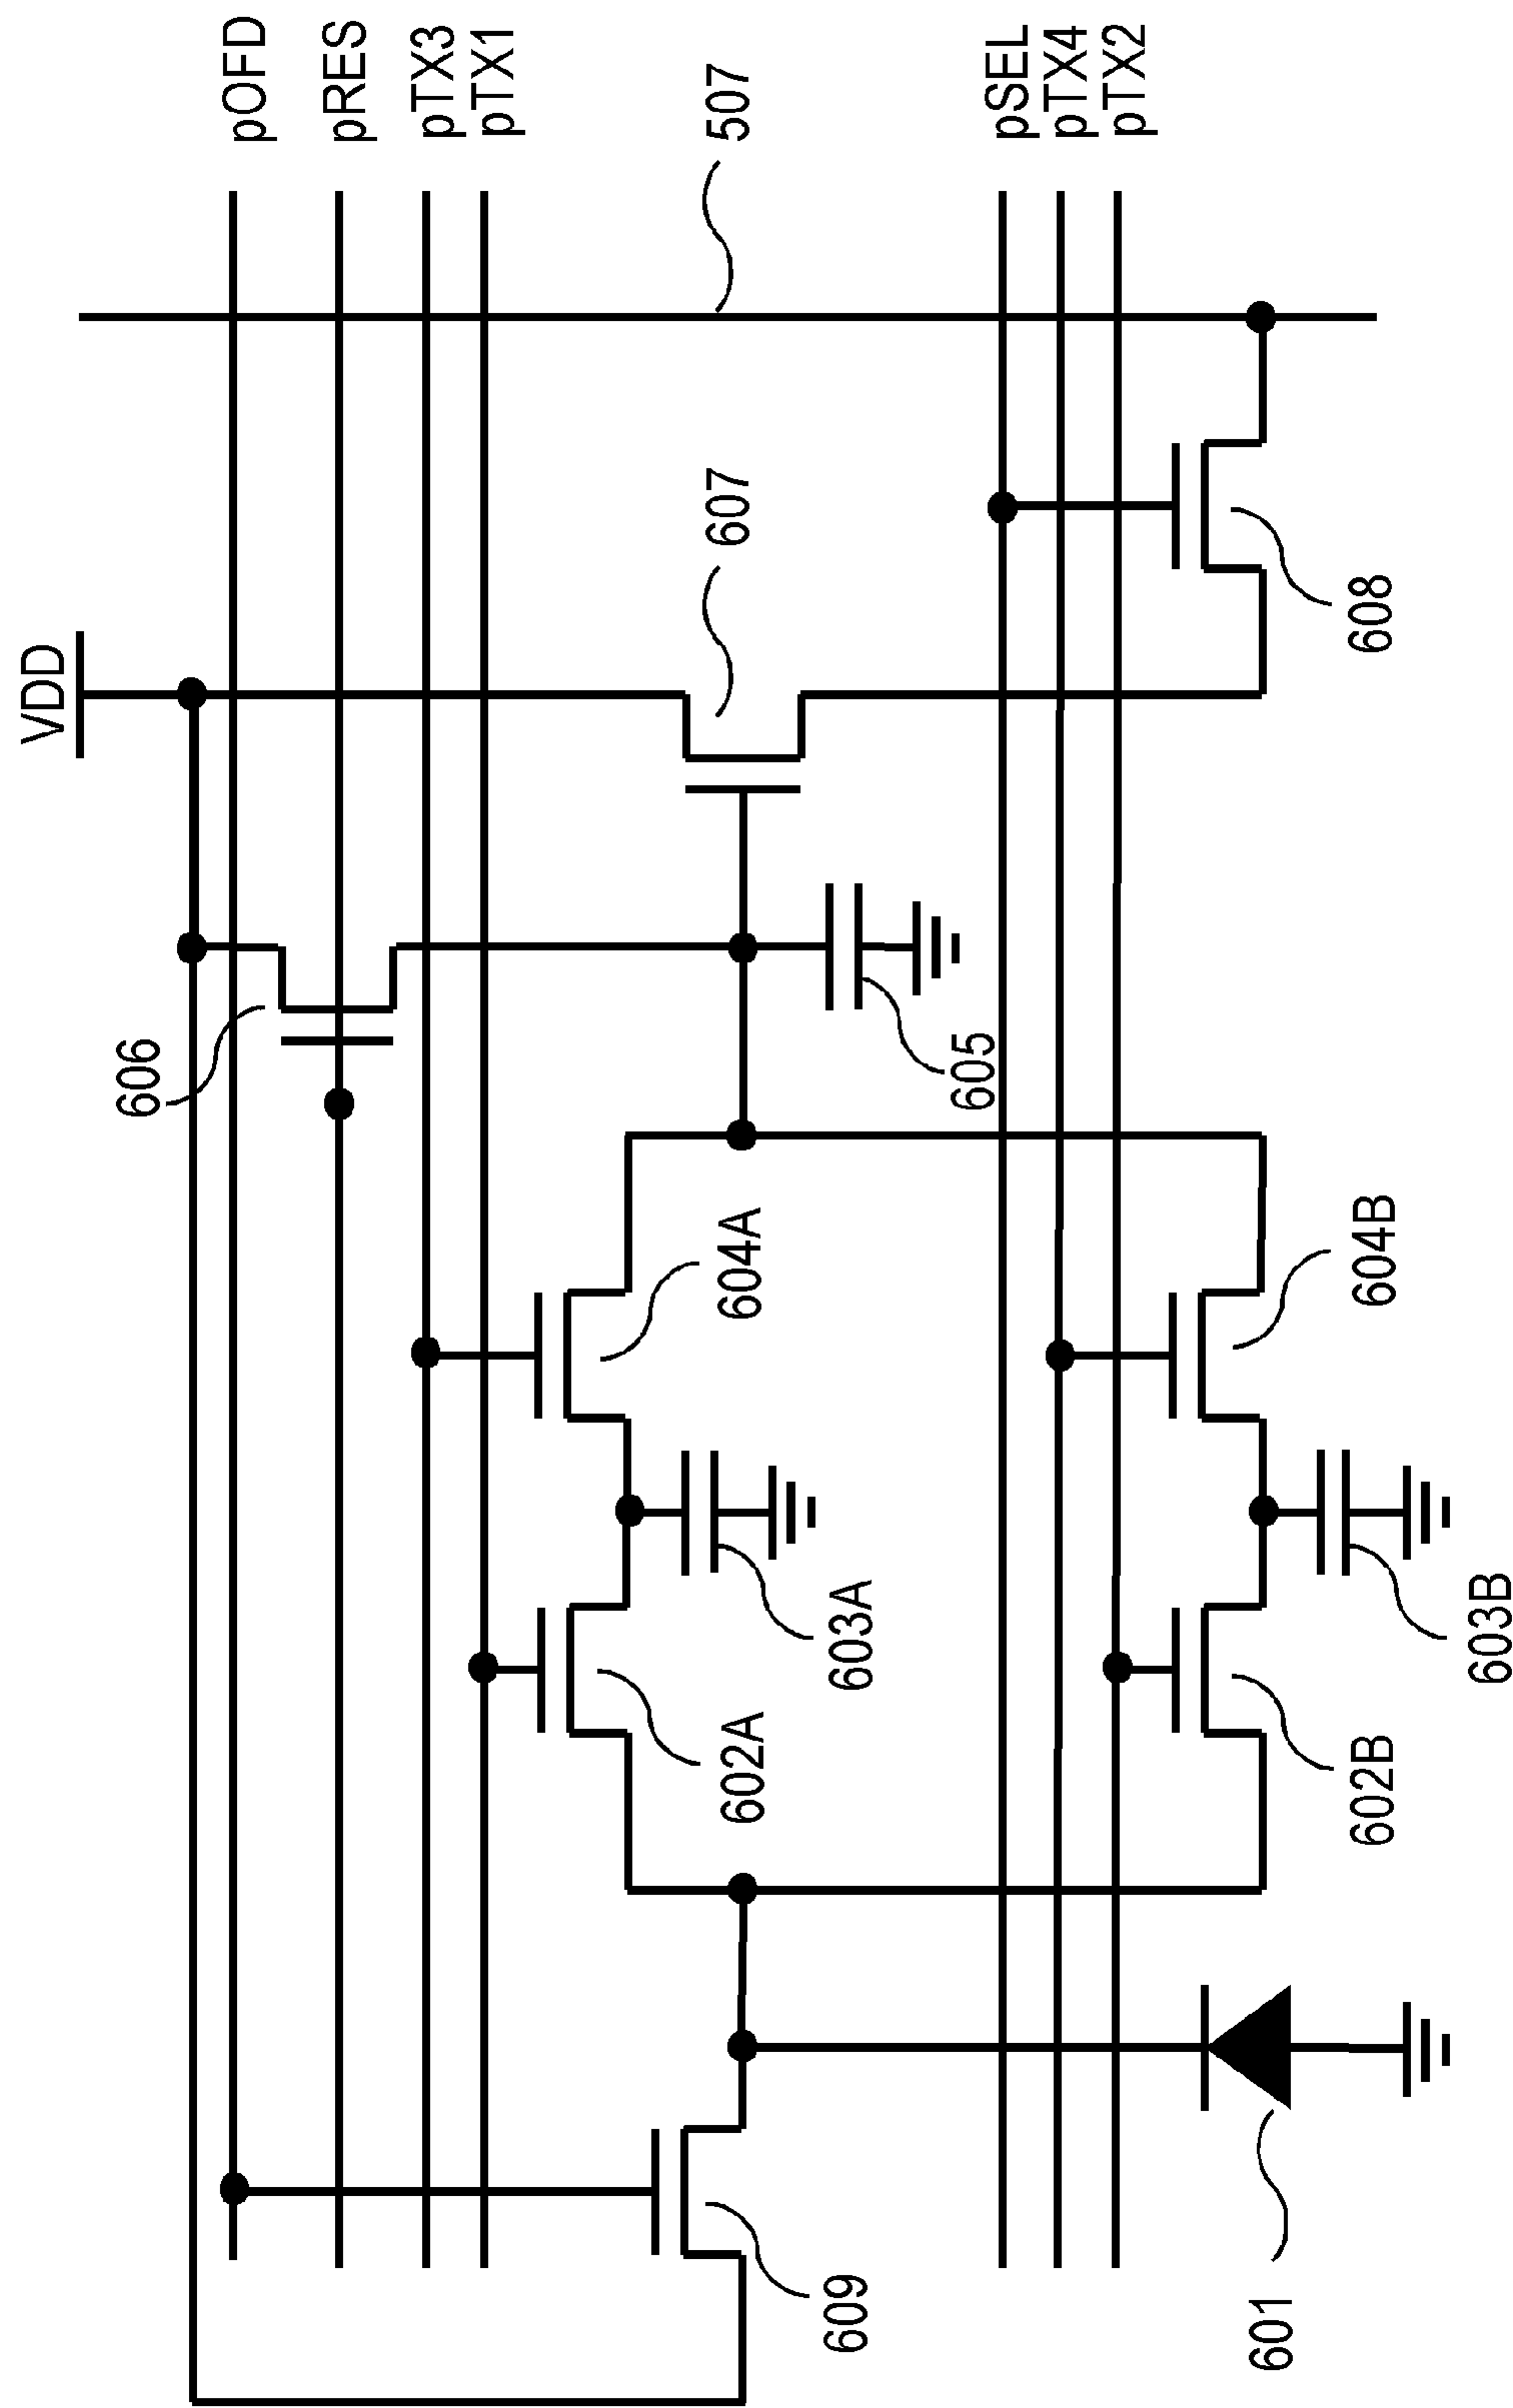 pOFD
pRES
pTX3
pTX1
507
pSEL
pTX4
pTX2
VDD
607
608
606
605
604A
604B
603A
603B
602A
602B
609
601